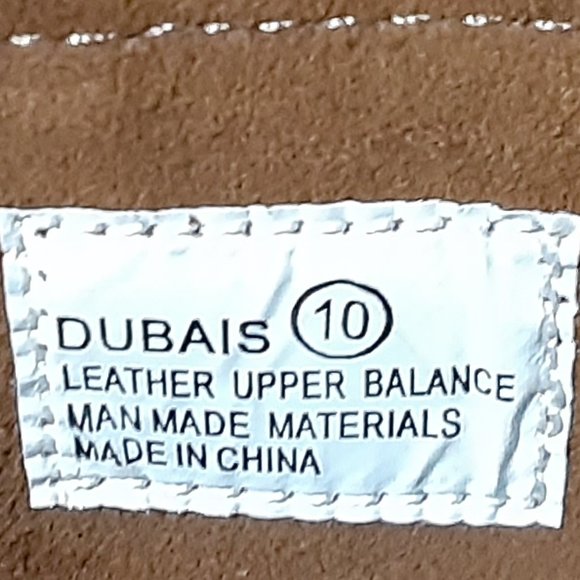 DUBAIS 10
LEATHER UPPER BALANCE
MAN MADE MATERIALS
MADE IN CHINA